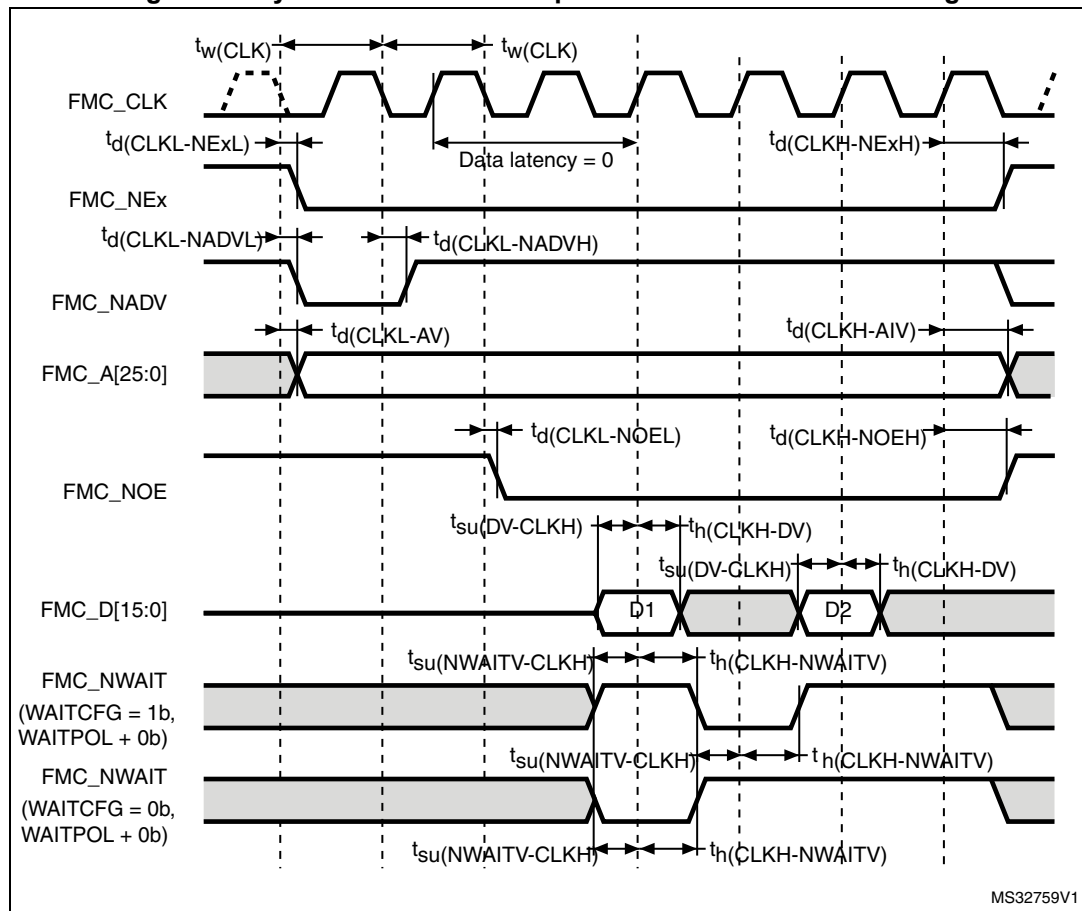 tw(CLK) tw(CLK)
FMC_CLK
td(CLKL-NExL) Data latency = 0 td(CLKH-NExH)
FMC_NEx
td(CLKL-NADVL) td(CLKL-NADVH)
FMC_NADV
td(CLKL-AV) td(CLKH-AIV)
FMC_A[25:0]
td(CLKL-NOEL) td(CLKH-NOEH)
FMC_NOE
tsu(DV-CLKH) th(CLKH-DV)
tsu(DV-CLKH) th(CLKH-DV)
FMC_D[15:0] D1 D2
tsu(NWAITV-CLKH) th(CLKH-NWAITV)
FMC_NWAIT
(WAITCFG = 1b,
WAITPOL + 0b)
tsu(NWAITV-CLKH) th(CLKH-NWAITV)
FMC_NWAIT
(WAITCFG = 0b,
WAITPOL + 0b)
tsu(NWAITV-CLKH) th(CLKH-NWAITV)
MS32759V1